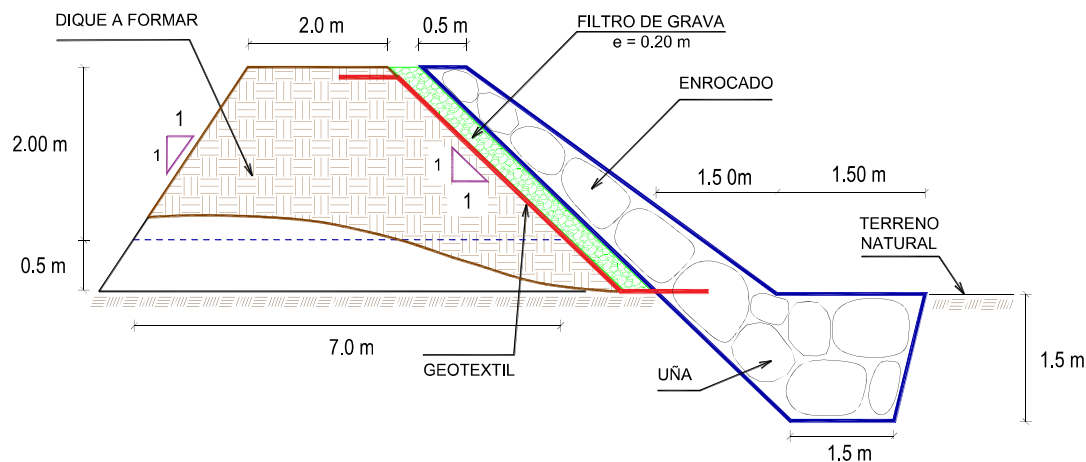 DIQUE A FORMAR
2.0 m
0.5 m
FILTRO DE GRAVA
e = 0.20 m
ENROCADO
2.00 m
1
1
1
1
1.5 0m
1.50 m
TERRENO
NATURAL
0.5 m
7.0 m
GEOTEXTIL
UÑA
1.5 m
1.5 m